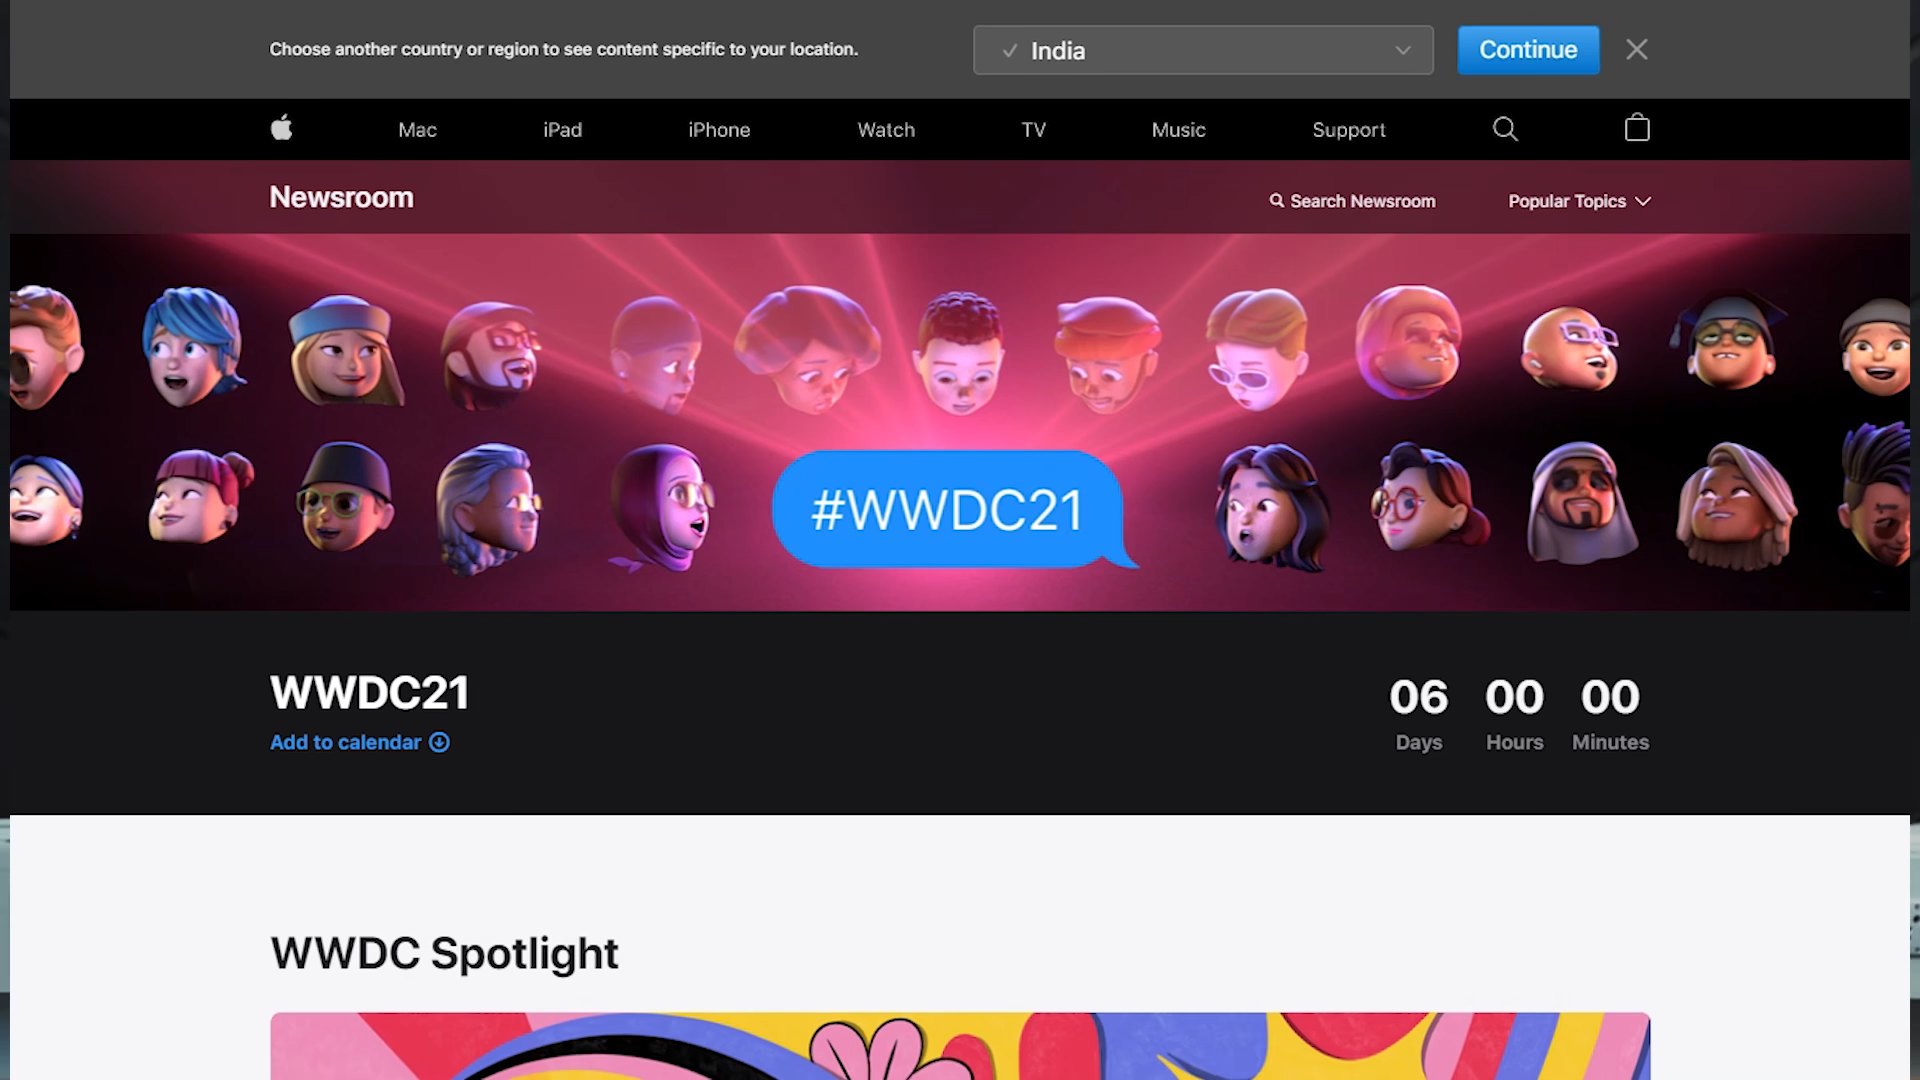 Choose another country or region to see content specific to your location.
India
Continue
Mac iPad iPhone Watch TV Music Support
Newsroom
Search Newsroom
Popular Topics
#WWDC21
WWDC21
Add to calendar
06 00 00
Days Hours Minutes
WWDC Spotlight